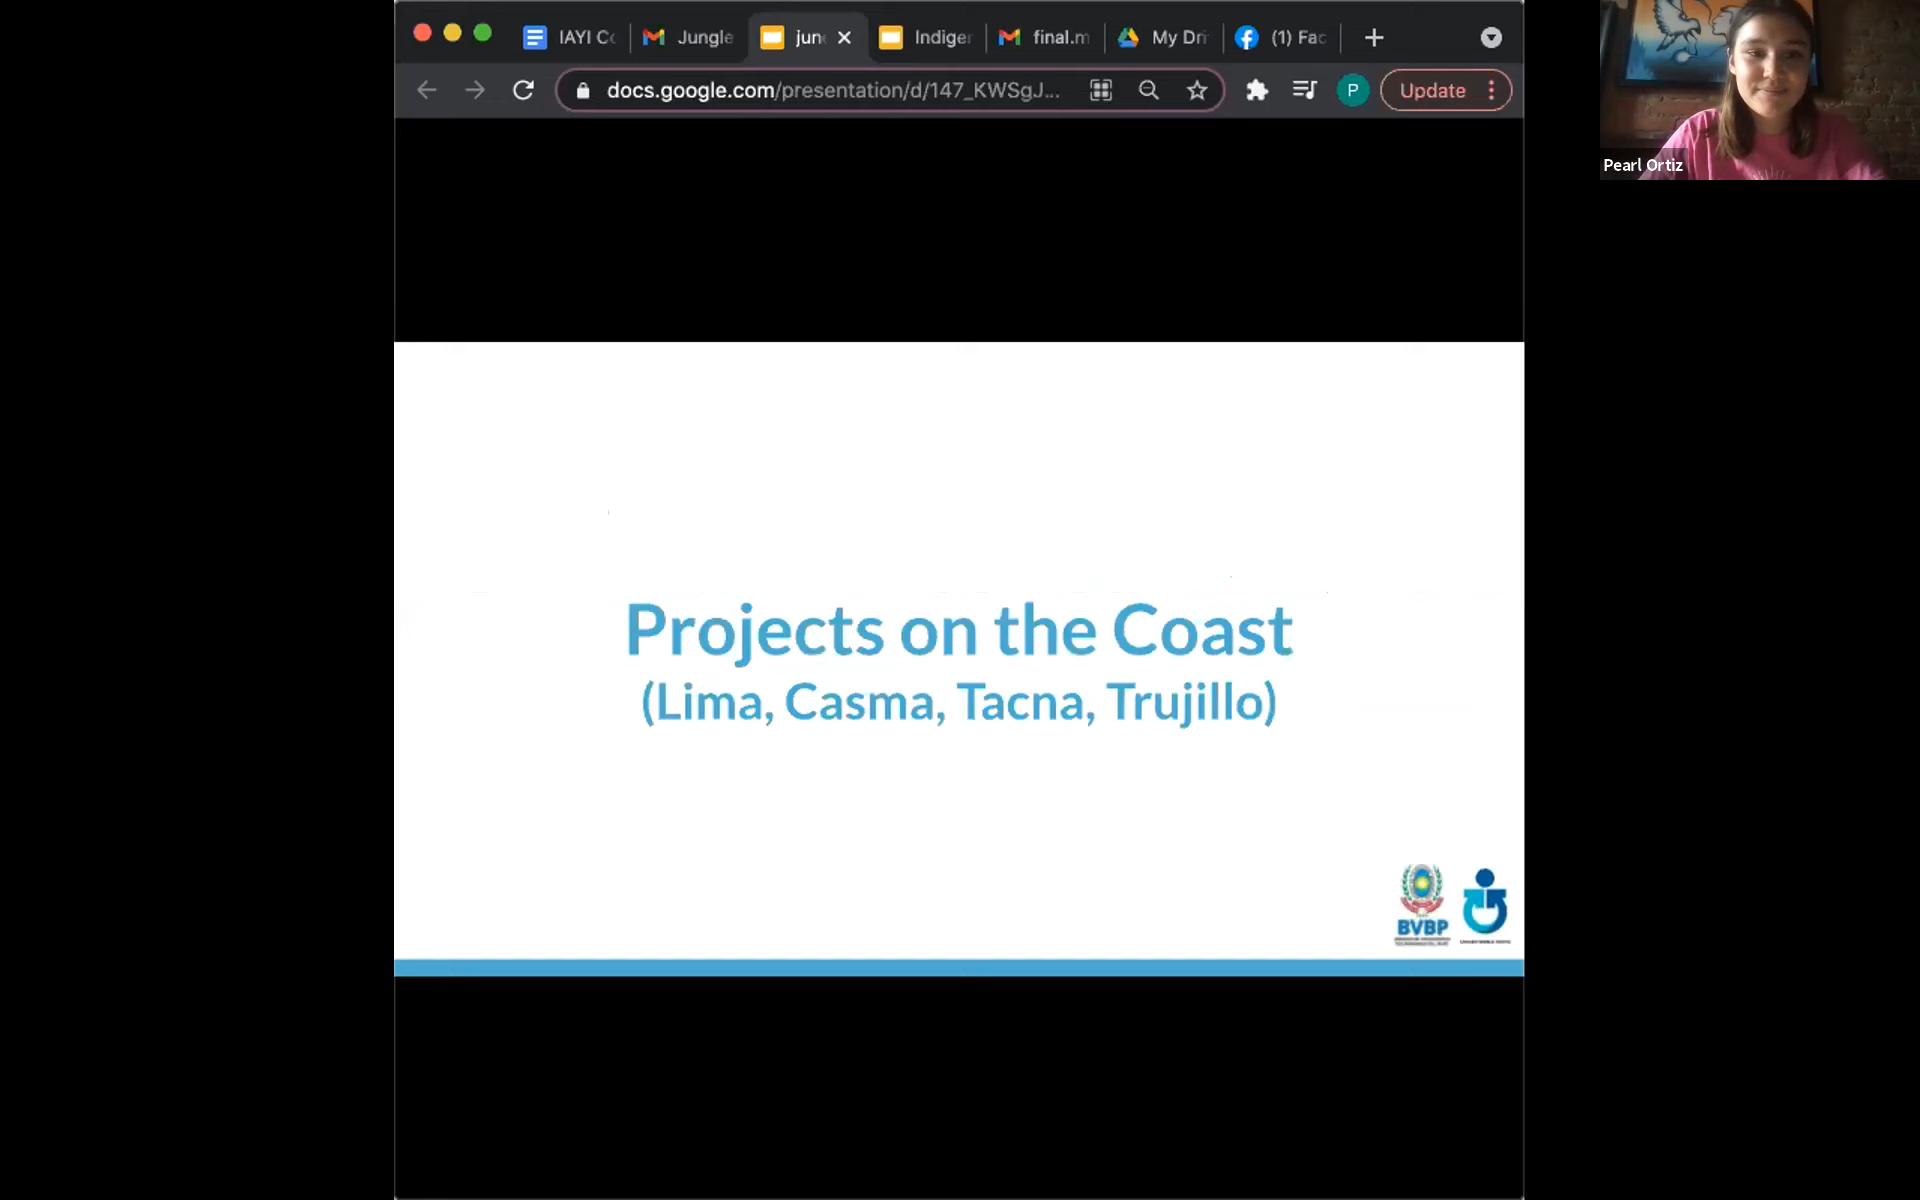 IAYI Co
Jungle
jun
Indiger
final.m
My Dri
(1) Fac
docs.google.com/presentation/d/147_KWSgJ...
P
Update
Pearl Ortiz
Projects on the Coast
(Lima, Casma, Tacna, Trujillo)
BVBP